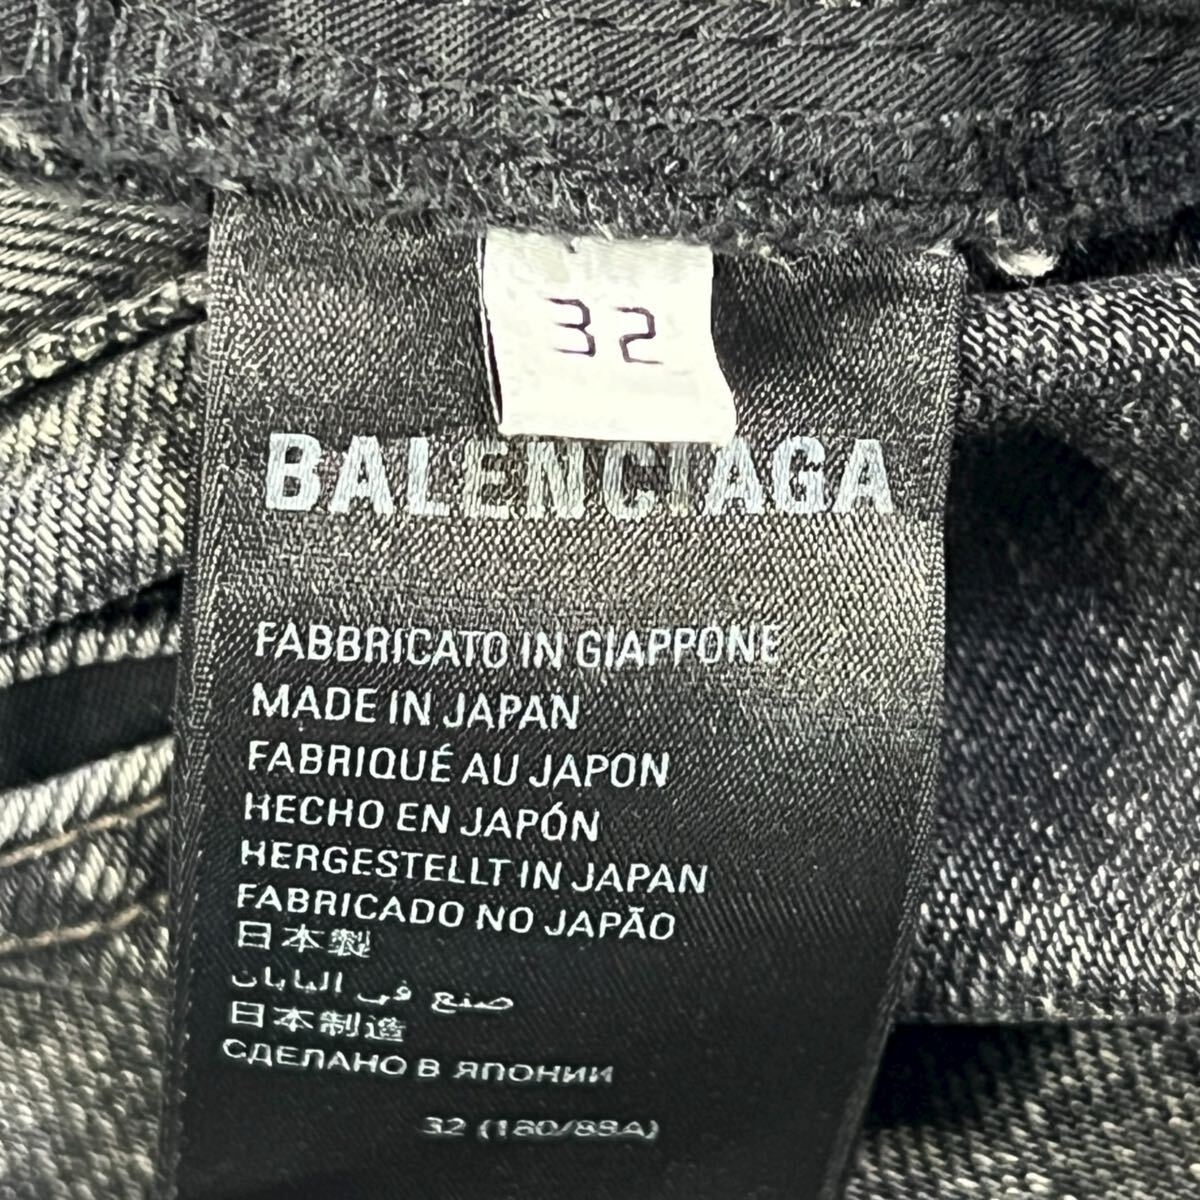 32
BALENCIAGA
FABBRICATO IN GIAPPONE
MADE IN JAPAN
FABRIQUÉ AU JAPON
HECHO EN JAPÓN
HERGESTELLT IN JAPAN
FABRICADO NO JAPÃO
日本製
صنع في اليابان
日本制造
СДЕЛАНО В ЯПОНИИ
32 (180/89A)